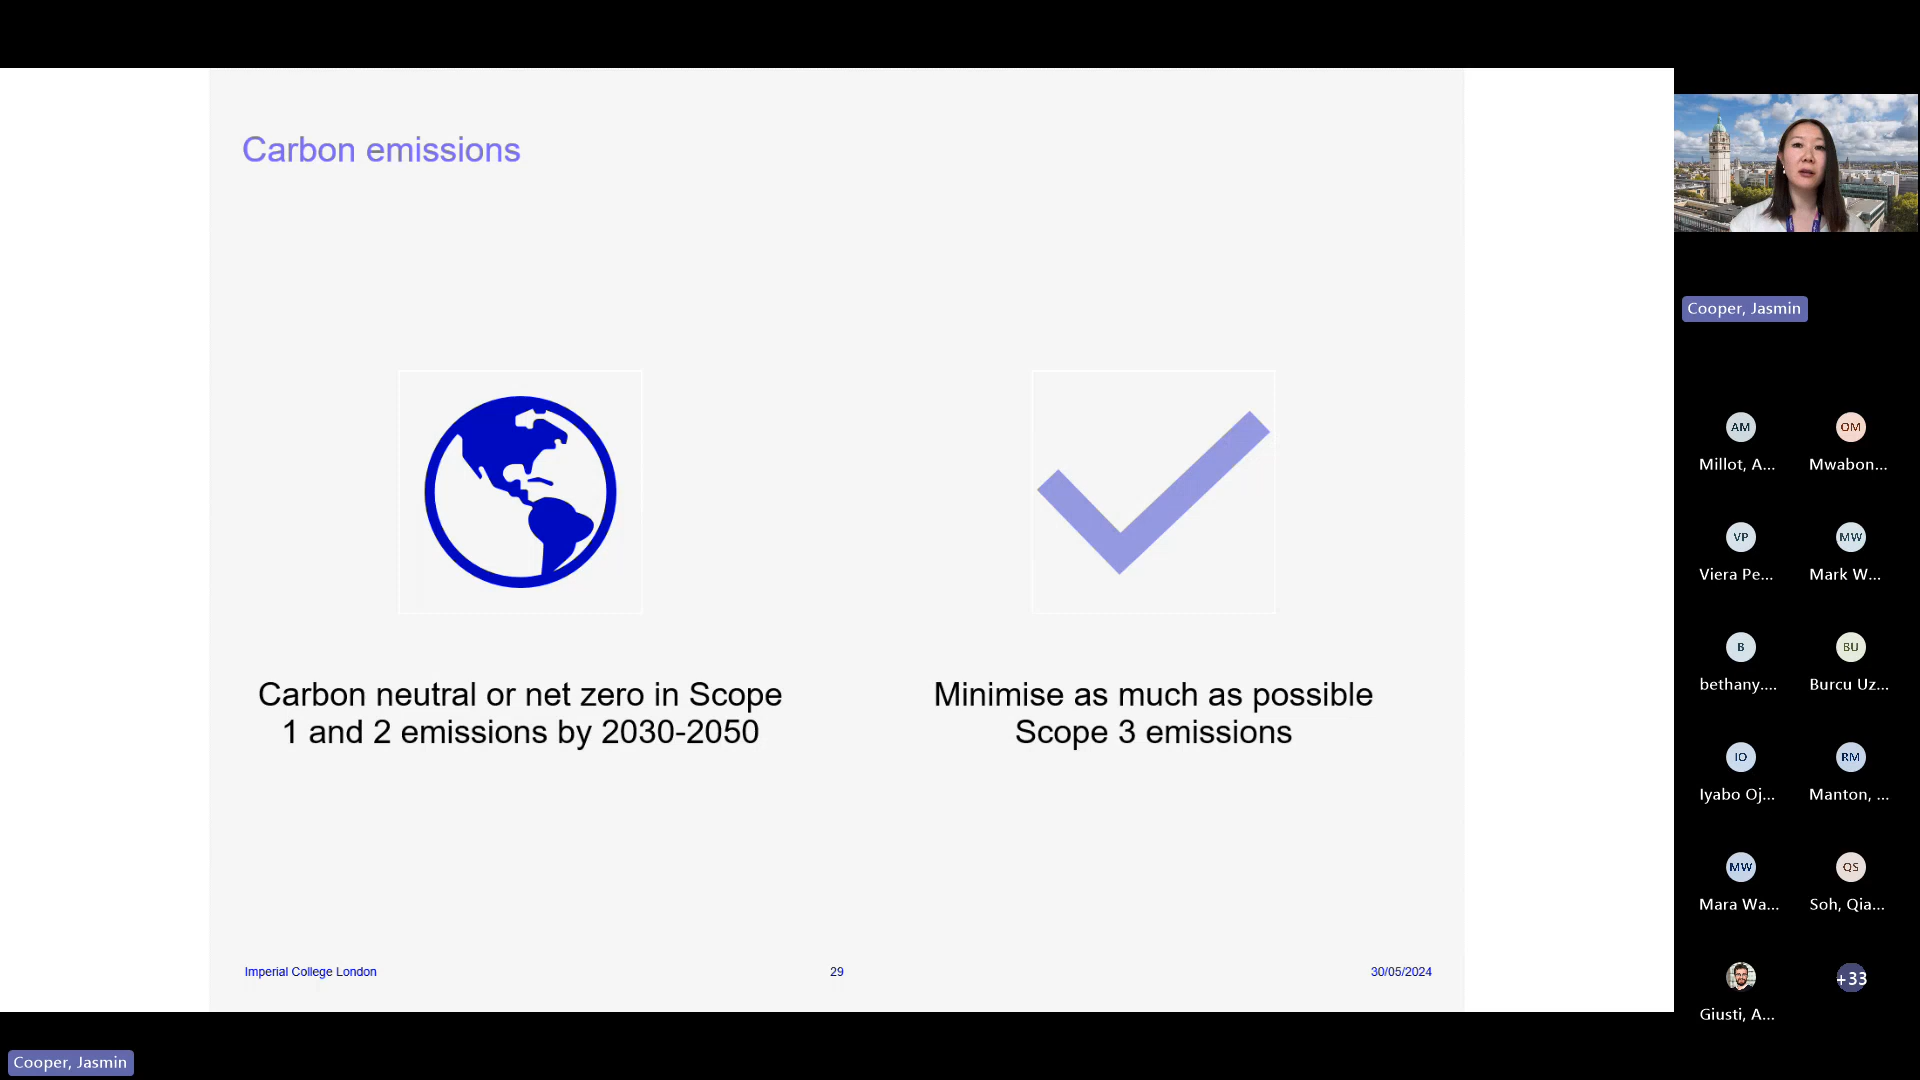 Carbon emissions
Carbon neutral or net zero in Scope
1 and 2 emissions by 2030-2050
Minimise as much as possible
Scope 3 emissions
Imperial College London
29
30/05/2024
Cooper, Jasmin
AM
Millot, A...
OM
Mwabon...
VP
Viera Pe...
MW
Mark W...
B
bethany....
BU
Burcu Uz...
IO
Iyabo Oj...
RM
Manton, ...
MW
Mara Wa...
QS
Soh, Qia...
Giusti, A...
+33
Cooper, Jasmin